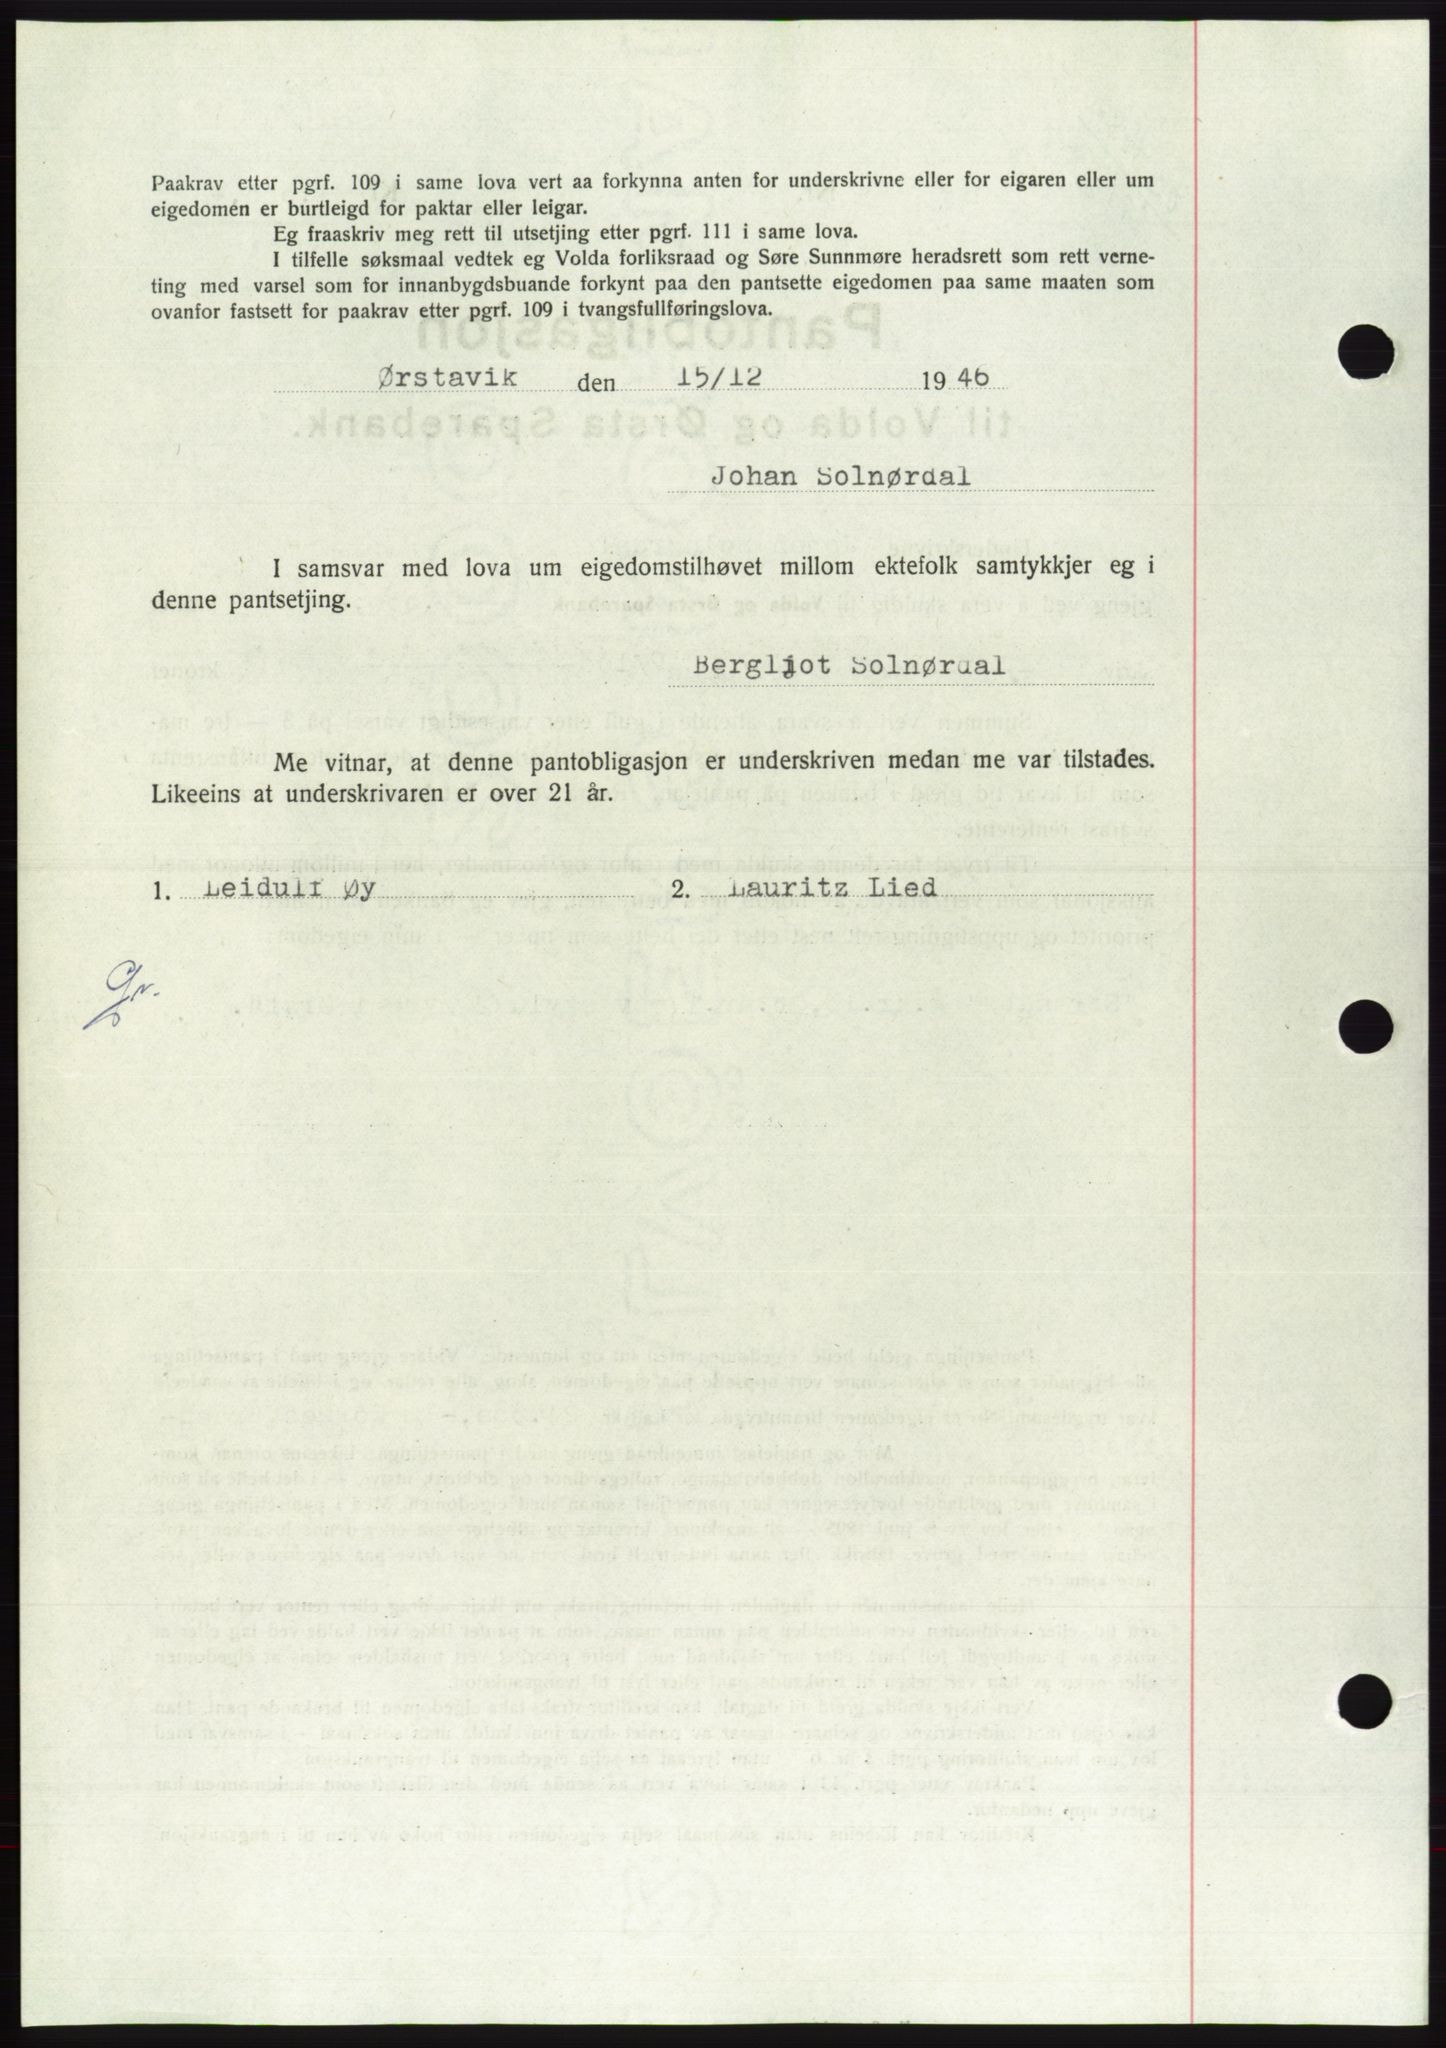 Paakrav etter pgrf. 109 i same lova vert aa forkynna anten for underskrivne eller for eigaren eller um
eigedomen er burtleigd for paktar eller leigar.
Eg fraaskriv meg rett til utsetjing etter pgrf. 111 i same lova.
I tilfelle søksmaal vedtek eg Volda forliksraad og Søre Sunnmøre heradsrett som rett verne-
ting med varsel som for innanbygdsbuande forkynt paa den pantsette eigedomen paa same maaten som
ovanfor fastsett for paakrav etter pgrf. 109 i tvangsfullføringslova.
Ørstavik den 15/12 1946
Johan Solnørdal
I samsvar med lova um eigedomstilhøvet millom ektefolk samtykkjer eg i
denne pantsetjing.
Bergljot Solnørdal
Me vitnar, at denne pantobligasjon er underskriven medan me var tilstades.
Likeeins at underskrivaren er over 21 år.
1. Leidulf Øy 2. Lauritz Lied